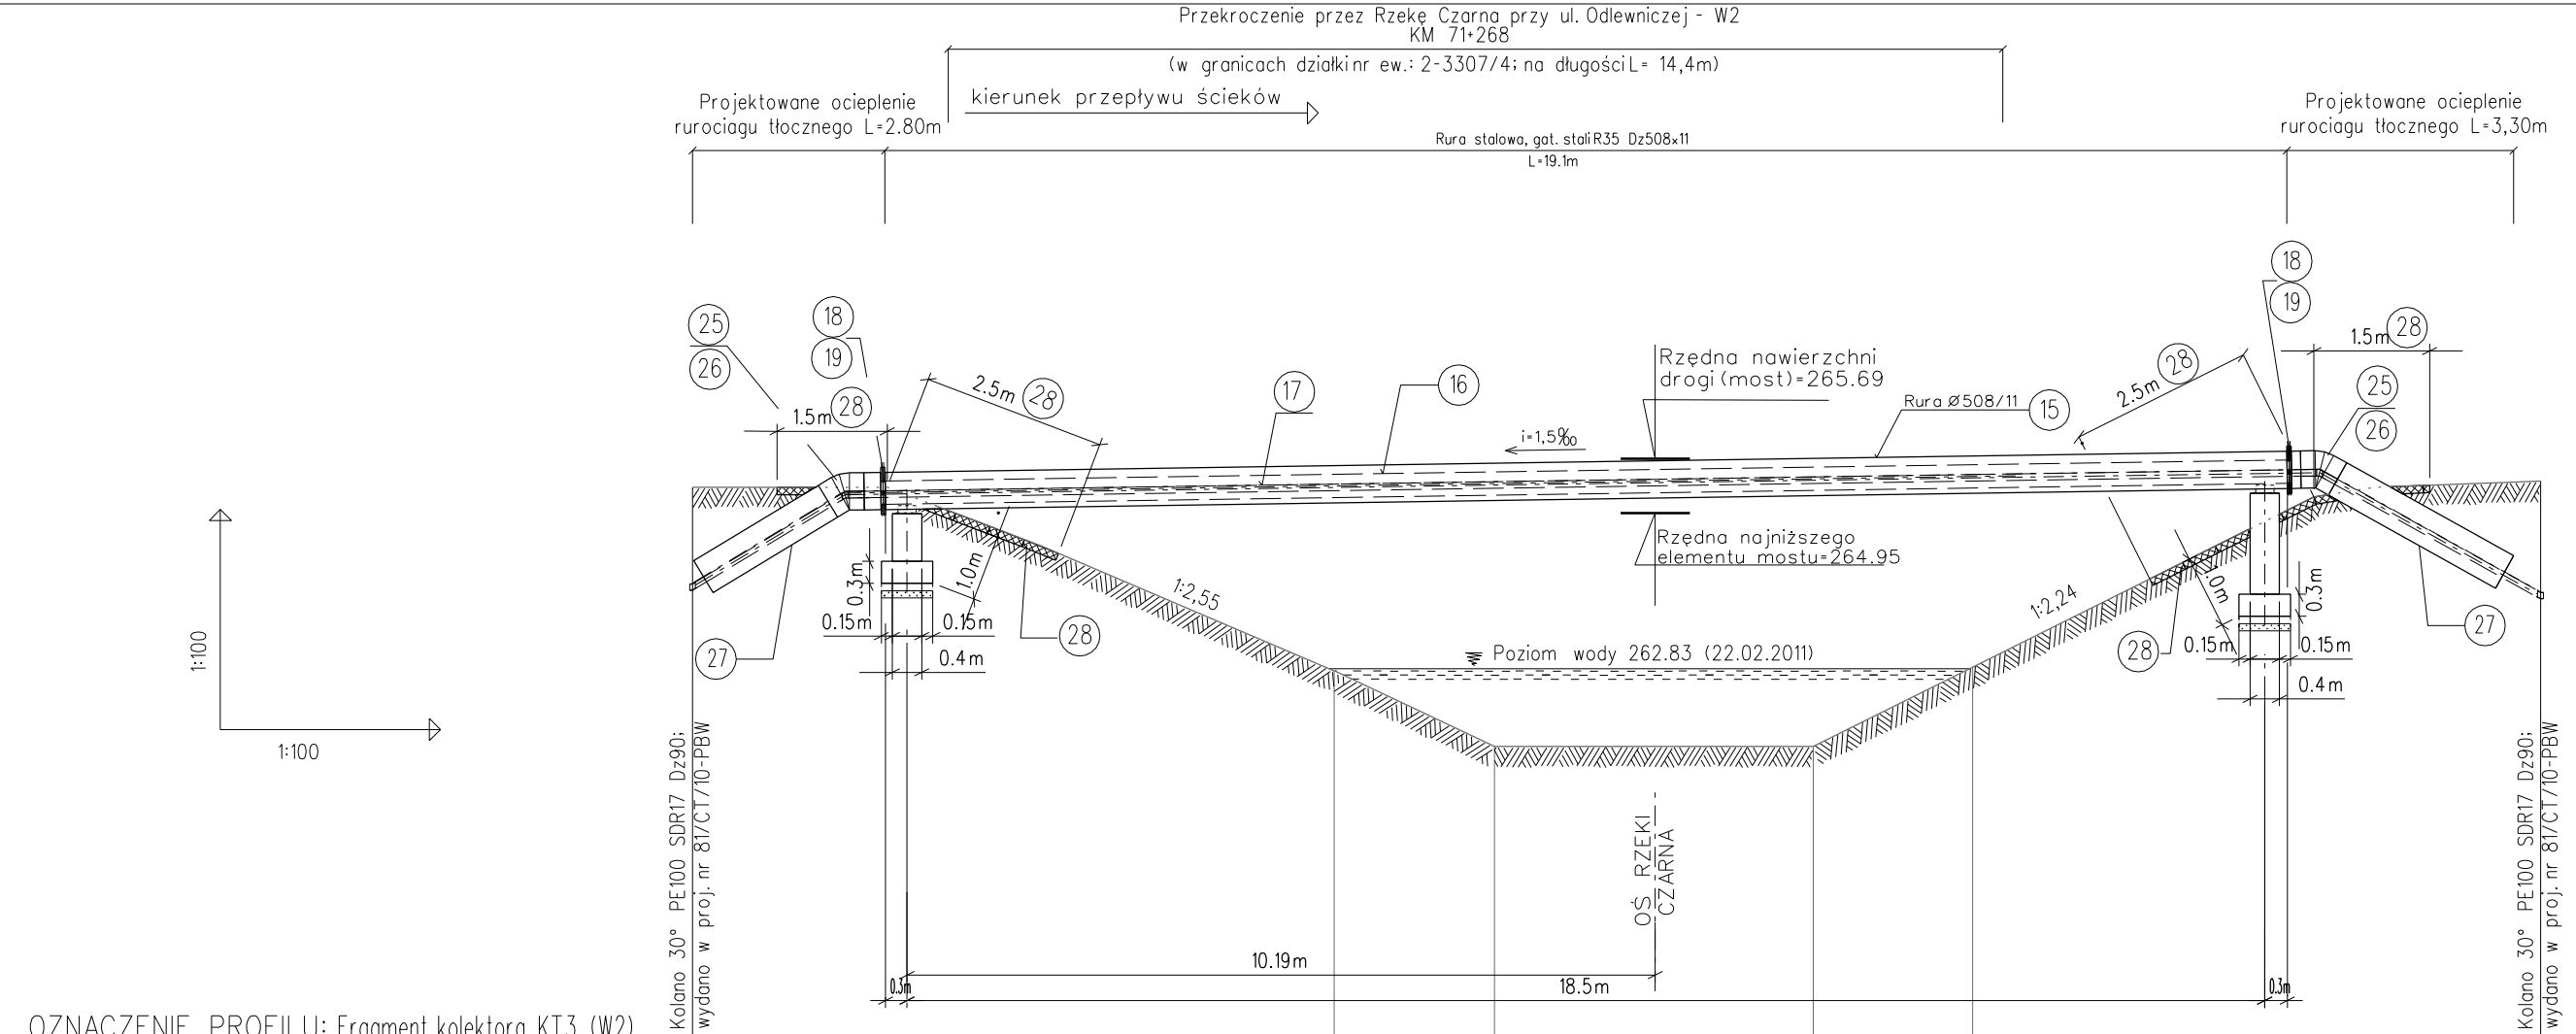 Przekroczenie przez Rzekę Czarna przy ul. Odlewniczej - W2
KM 71+268
(w granicach działki nr ew.: 2-3307/4; na długości L= 14,4m)
kierunek przepływu ścieków
Projektowane ocieplenie
rurociagu tłocznego L=2.80m
Projektowane ocieplenie
rurociagu tłocznego L=3,30m
Rura stalowa, gat. stali R35 Dz508x11
L=19.1m
18
19
25
26
18
19
28
1.5m
2.5m 28
17
16
Rzędna nawierzchni
drogi (most)=265.69
i=1,5‰
Rura Ø508/11
15
2.5m 28
1.5m 28
25
26
Rzędna najniższego
elementu mostu=264.95
0.3m
1.0m
0.15m
0.15m
0.4m
27
28
1:2,55
1:2,24
Poziom wody 262.83 (22.02.2011)
28
.0m
0.3m
0.15m
0.15m
0.4m
27
1:100
1:100
Kolano 30° PE100 SDR17 Dz90;
wydano w proj. nr 81/CT/10-PBW
OŚ RZEKI
CZARNA
Kolano 30° PE100 SDR17 Dz90;
wydano w proj. nr 81/CT/10-PBW
10.19m
0.3m
18.5m
0.3m
OZNACZENIE PROFILU: Fragment kolektora KT3 (W2)